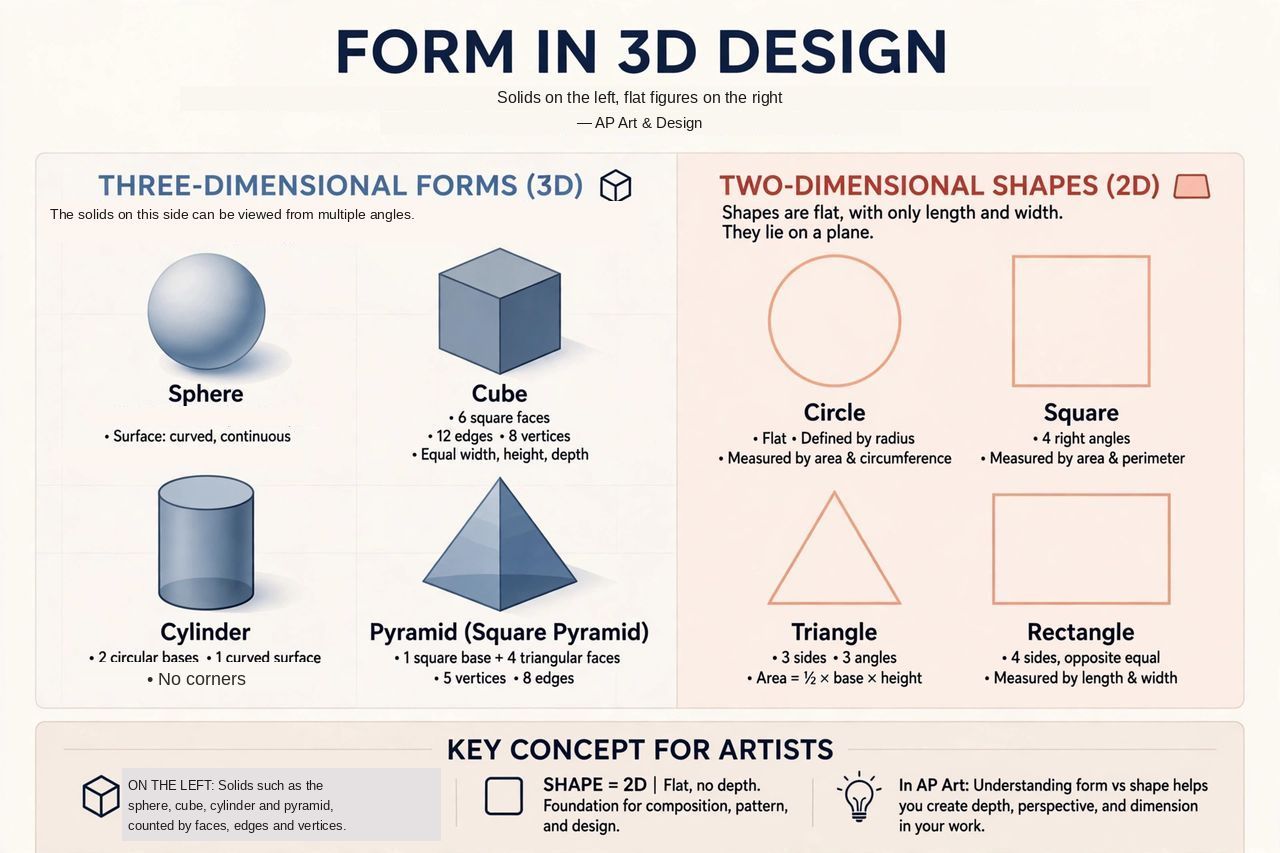 FORM IN 3D DESIGN
Solids on the left, flat figures on the right
— AP Art & Design
THREE-DIMENSIONAL FORMS (3D)
The solids on this side can be viewed from multiple angles.
Sphere
• Surface: curved, continuous
Cube
• 6 square faces
• 12 edges • 8 vertices
• Equal width, height, depth
Cylinder
• 2 circular bases • 1 curved surface
• No corners
Pyramid (Square Pyramid)
• 1 square base + 4 triangular faces
• 5 vertices • 8 edges
TWO-DIMENSIONAL SHAPES (2D)
Shapes are flat, with only length and width.
They lie on a plane.
Circle
• Flat • Defined by radius
• Measured by area & circumference
Square
• 4 right angles
• Measured by area & perimeter
Triangle
• 3 sides • 3 angles
• Area = ½ × base × height
Rectangle
• 4 sides, opposite equal
• Measured by length & width
KEY CONCEPT FOR ARTISTS
ON THE LEFT: Solids such as the
sphere, cube, cylinder and pyramid,
counted by faces, edges and vertices.
SHAPE = 2D | Flat, no depth.
Foundation for composition, pattern,
and design.
In AP Art: Understanding form vs shape helps
you create depth, perspective, and dimension
in your work.